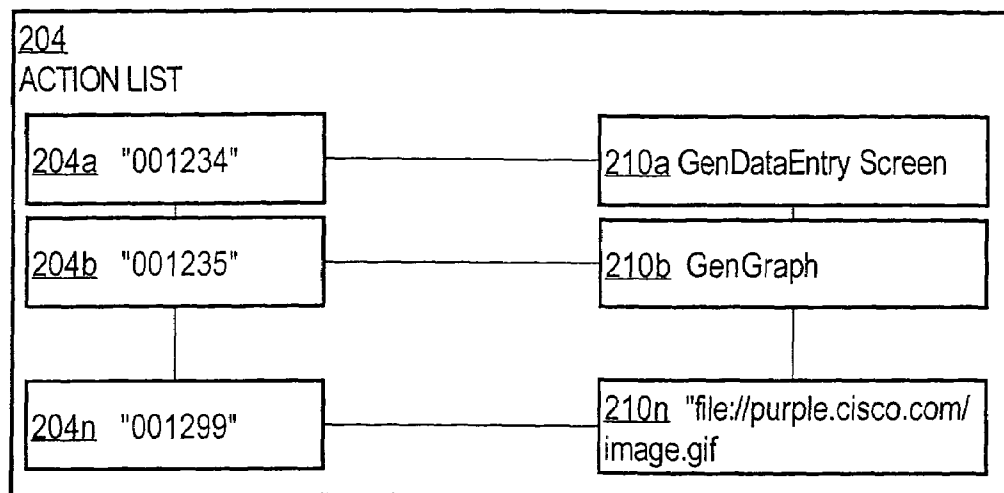 204
ACTION LIST
204a "001234"
210a GenDataEntry Screen
204b "001235"
210b GenGraph
204n "001299"
210n "file://purple.cisco.com/
image.gif